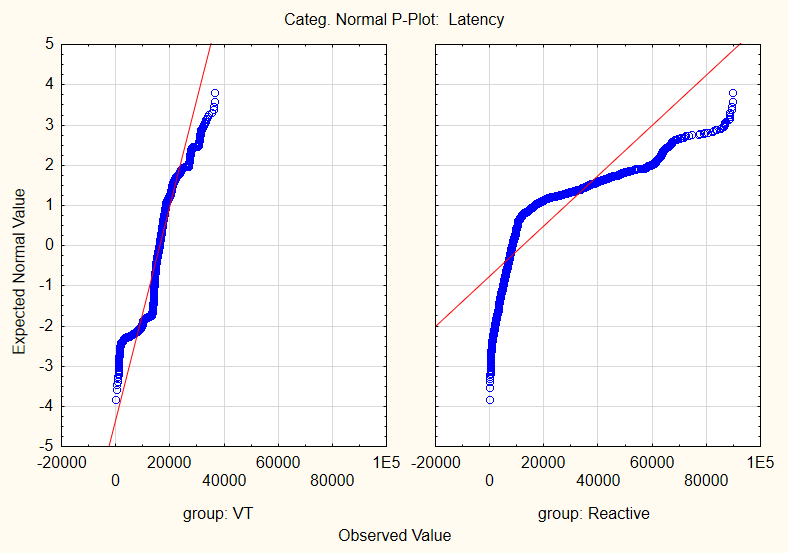 Categ. Normal P-Plot: Latency
Expected Normal Value
5
4
3
2
1
0
-1
-2
-3
-4
-5
-20000 20000 60000 1E5 -20000 20000 60000 1E5
0 40000 80000 0 40000 80000
group: VT group: Reactive
Observed Value